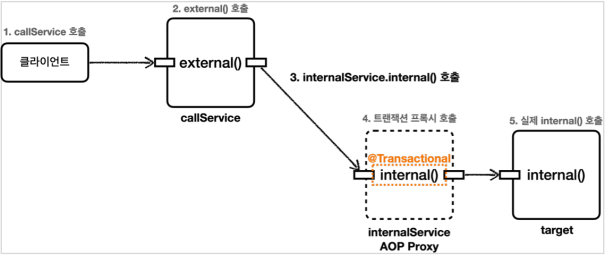 2. external() 호출
1. callService 호출
클라이언트
external()
callService
3. internalService.internal() 호출
4. 트랜잭션 프록시 호출
5. 실제 internal() 호출
@Transactional
internal()
internal()
internalService
AOP Proxy
target